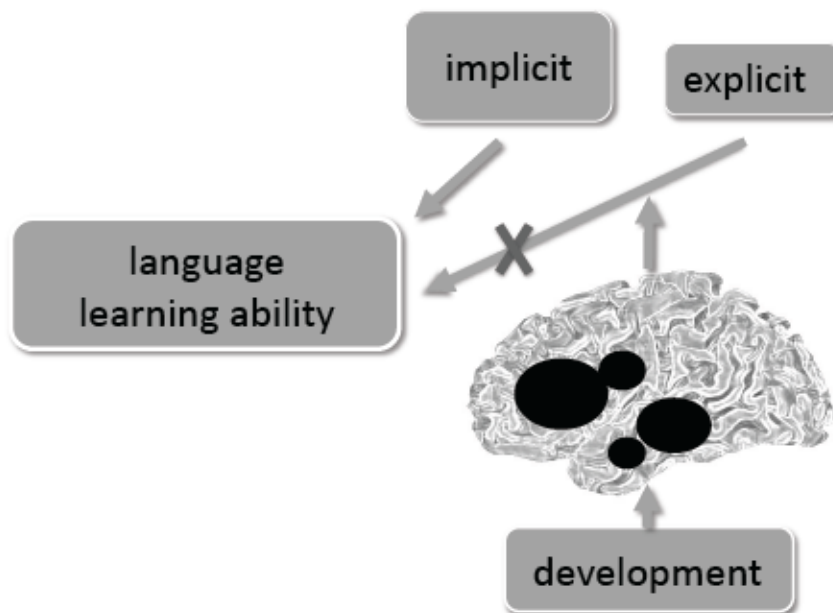 implicit
explicit
language
learning ability
development